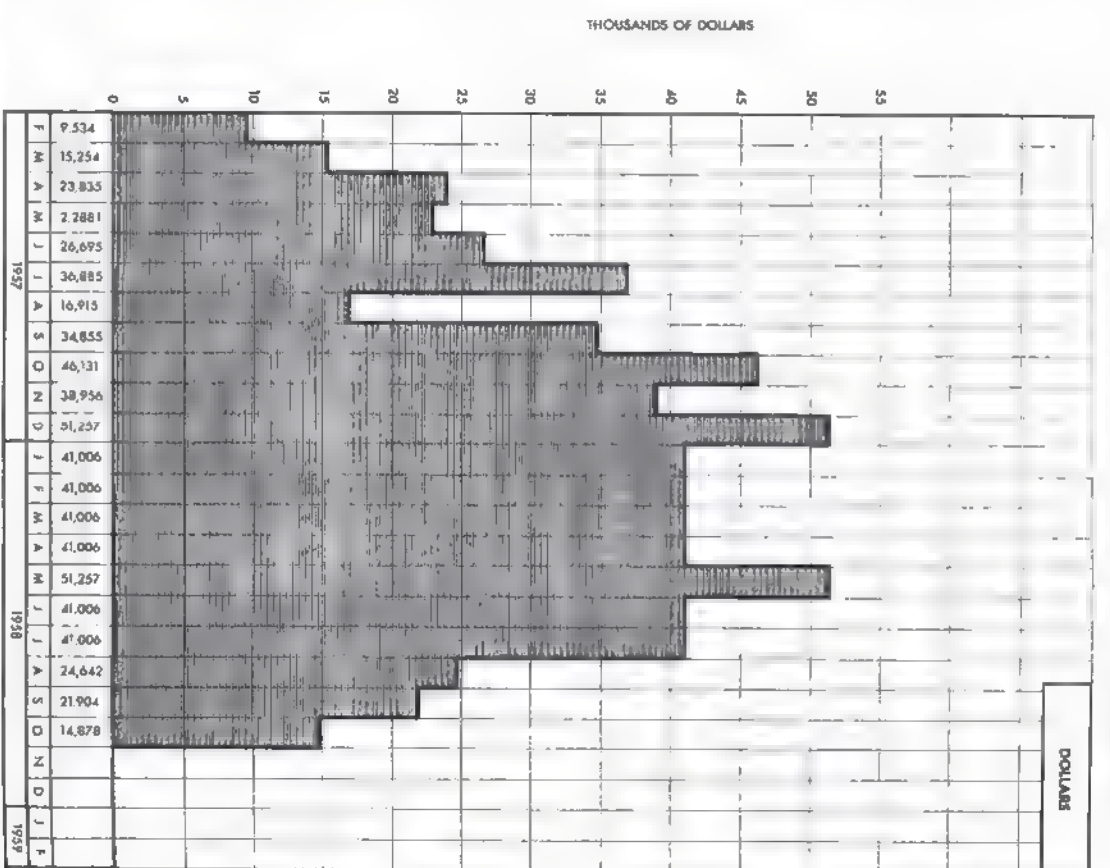 THOUSANDS OF DOLLARS
0 5 10 15 20 25 30 35 40 45 50 55
F 9.534
M 15,254
A 23,835
M 2.2881
J 26,695
J 36,885
A 16,915
S 34,855
O 46,131
N 38,956
D 51,257
J 41,006
F 41,006
M 41,006
A 41,006
M 51,257
J 41,006
J 41,006
A 24,642
S 21.904
O 14,878
N
D
J
F
1957
1958
1959
DOLLARS